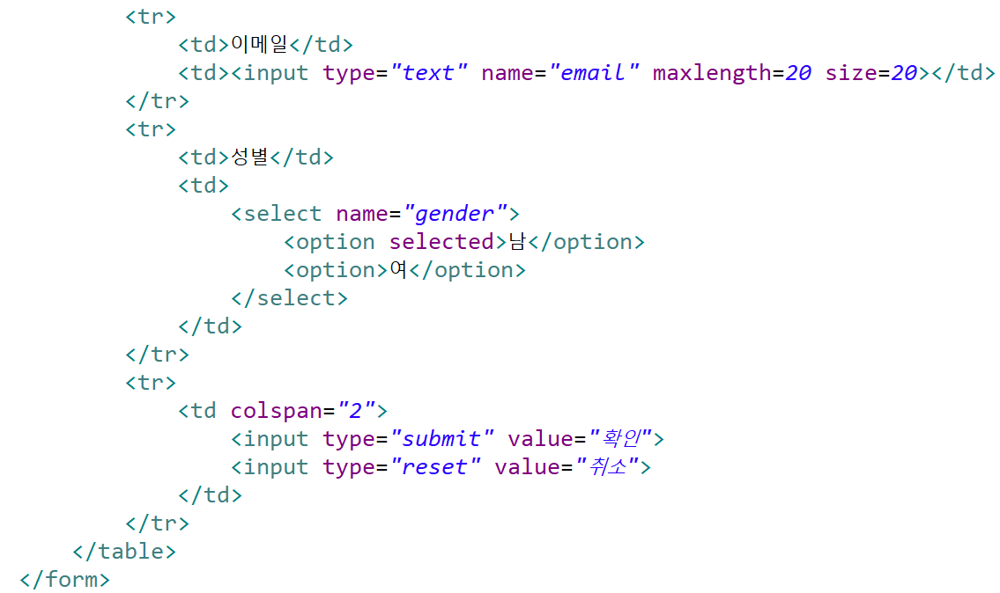 <tr>
<td>이메일</td>
<td><input type="text" name="email" maxlength=20 size=20></td>
</tr>
<tr>
<td>성별</td>
<td>
<select name="gender">
<option selected>남</option>
<option>여</option>
</select>
</td>
</tr>
<tr>
<td colspan="2">
<input type="submit" value="확인">
<input type="reset" value="취소">
</td>
</tr>
</table>
</form>